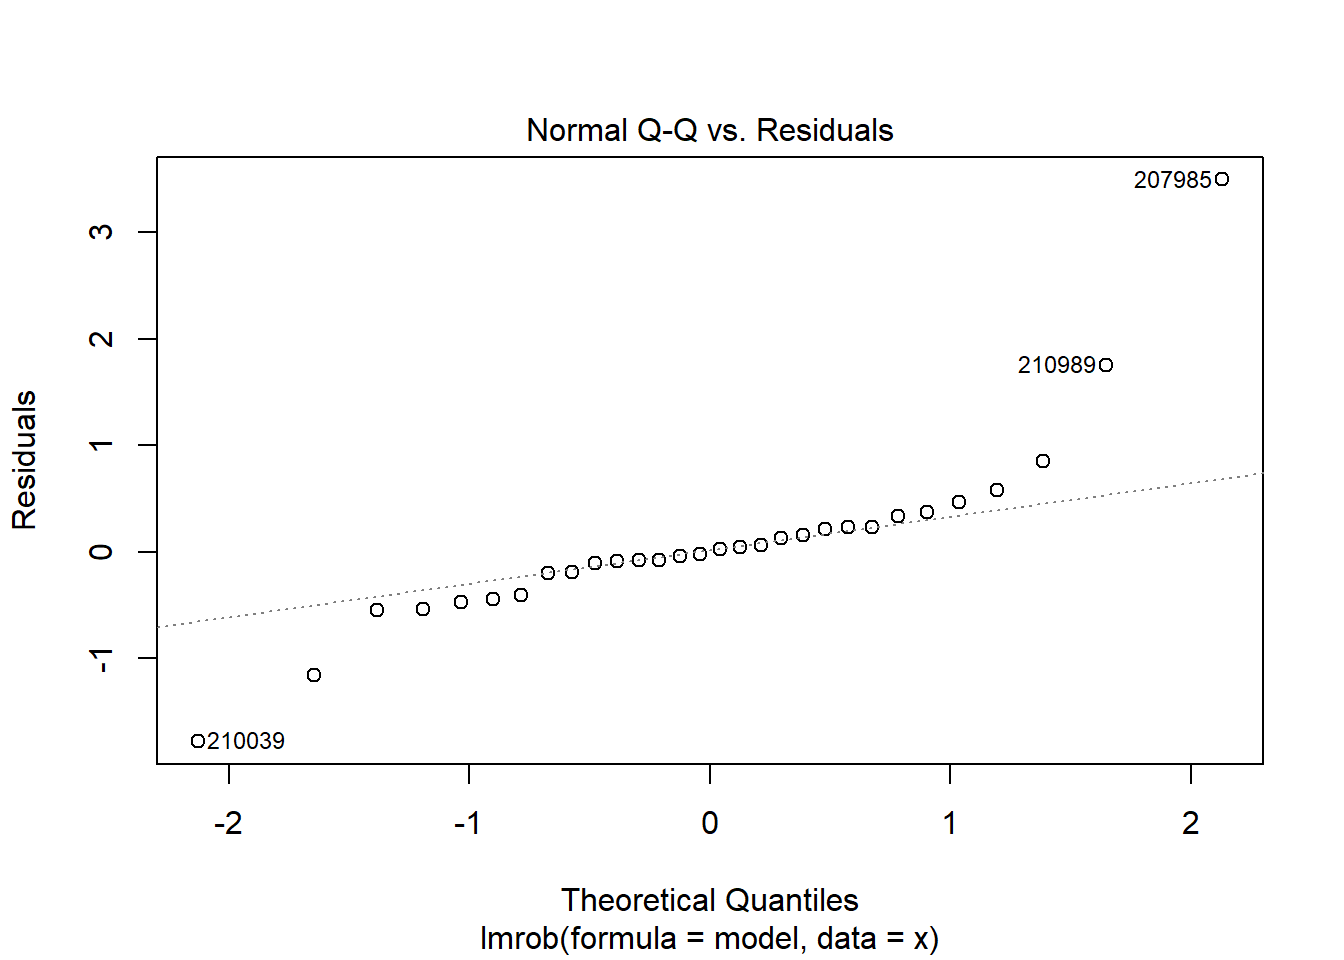 Normal Q-Q vs. Residuals
207985
3
2
210989
Residuals
1
0
-1
210039
-2 -1 0 1 2
Theoretical Quantiles
lmrob(formula = model, data = x)